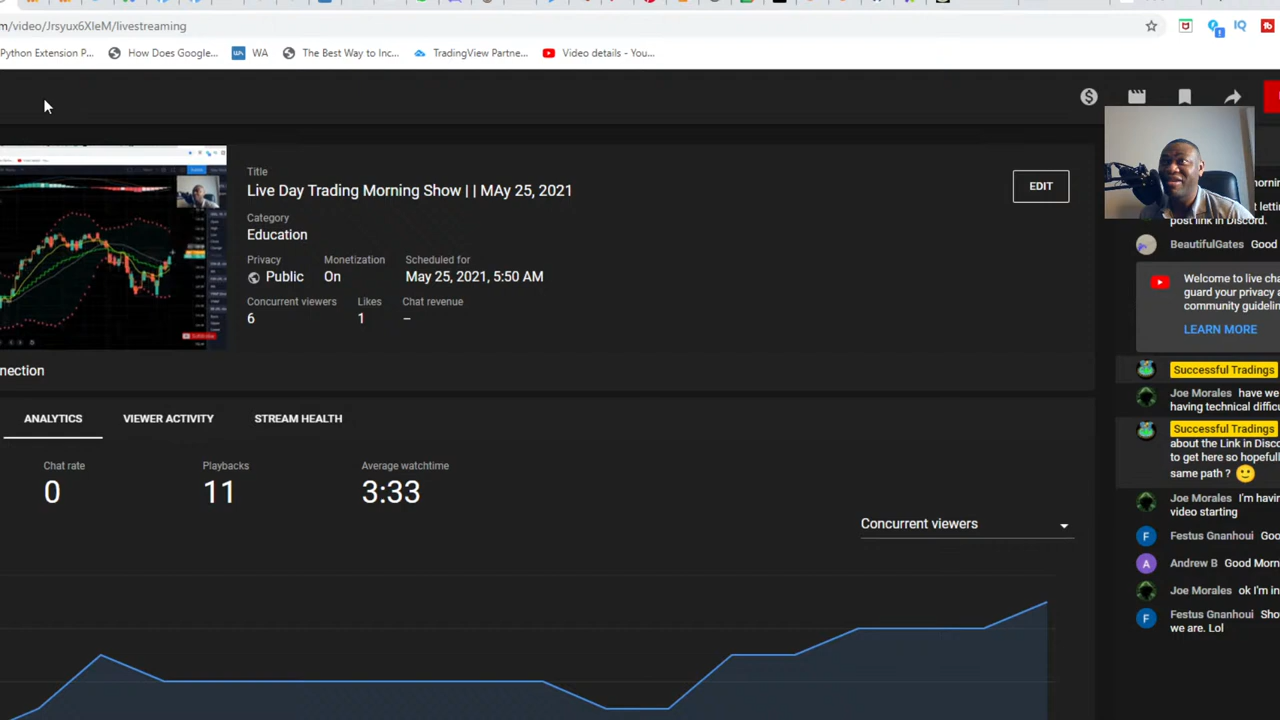 m/video/Jrsyux6XIeM/livestreaming
Python Extension P...
How Does Google...
WA
The Best Way to Inc...
TradingView Partne...
Video details - You...
Title
Live Day Trading Morning Show | | MAy 25, 2021
EDIT
Category
Education
Privacy
Monetization
Scheduled for
Public
On
May 25, 2021, 5:50 AM
Concurrent viewers
Likes
Chat revenue
6
1
–
nection
ANALYTICS
VIEWER ACTIVITY
STREAM HEALTH
Chat rate
Playbacks
Average watchtime
0
11
3:33
Concurrent viewers
post link in Discord.
BeautifulGates Good
Welcome to live cha
guard your privacy a
community guidelin
LEARN MORE
Successful Tradings
Joe Morales have we
having technical difficu
Successful Tradings
about the Link in Disco
to get here so hopefull
same path ?
Joe Morales I'm havin
video starting
Festus Gnanhoui Goo
Andrew B Good Morn
Joe Morales ok I'm in
Festus Gnanhoui Sho
we are. Lol